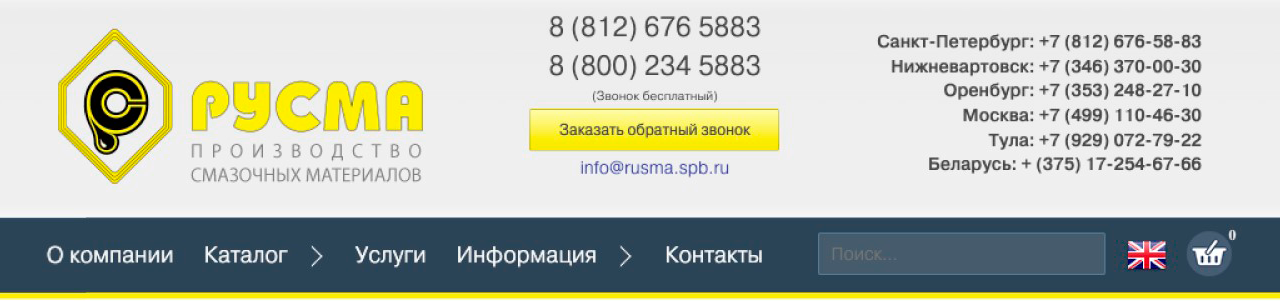 РУСМА
ПРОИЗВОДСТВО
СМАЗОЧНЫХ МАТЕРИАЛОВ
8 (812) 676 5883
8 (800) 234 5883
(Звонок бесплатный)
Заказать обратный звонок
info@rusma.spb.ru
Санкт-Петербург: +7 (812) 676-58-83
Нижневартовск: +7 (346) 370-00-30
Оренбург: +7 (353) 248-27-10
Москва: +7 (499) 110-46-30
Тула: +7 (929) 072-79-22
Беларусь: + (375) 17-254-67-66
О компании Каталог Услуги Информация Контакты Поиск... 0